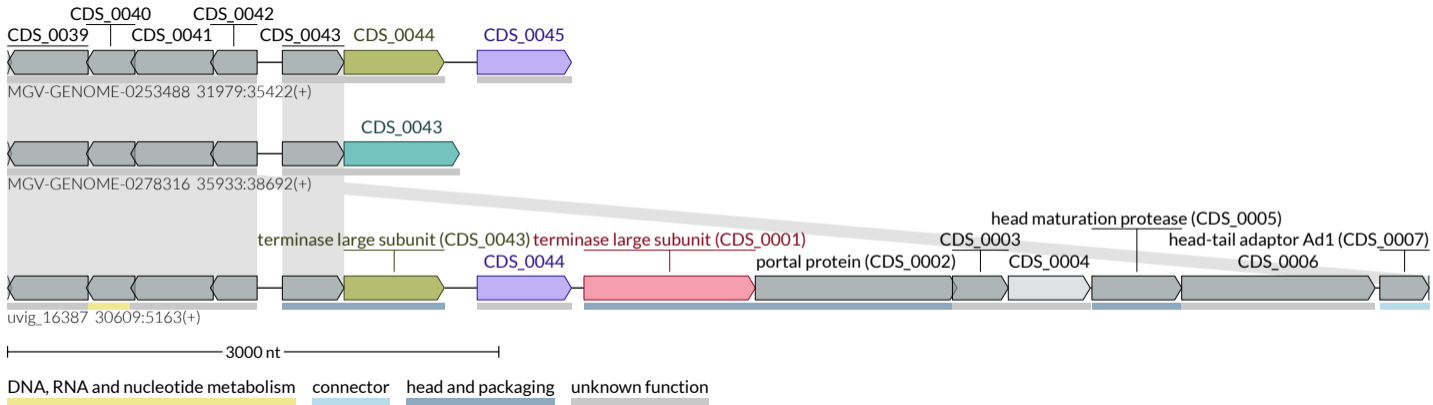 CDS_0040 CDS_0042
CDS_0039 CDS_0041 CDS_0043 CDS_0044 CDS_0045
MGV-GENOME-0253488 31979:35422(+)
CDS_0043
MGV-GENOME-0278316 35933:38692(+)
head maturation protease (CDS_0005)
terminase large subunit (CDS_0043) terminase large subunit (CDS_0001) CDS_0003 head-tail adaptor Ad1 (CDS_0007)
CDS_0044 portal protein (CDS_0002) CDS_0004 CDS_0006
uvig_16387 30609:5163(+)
3000 nt
DNA, RNA and nucleotide metabolism connector head and packaging unknown function